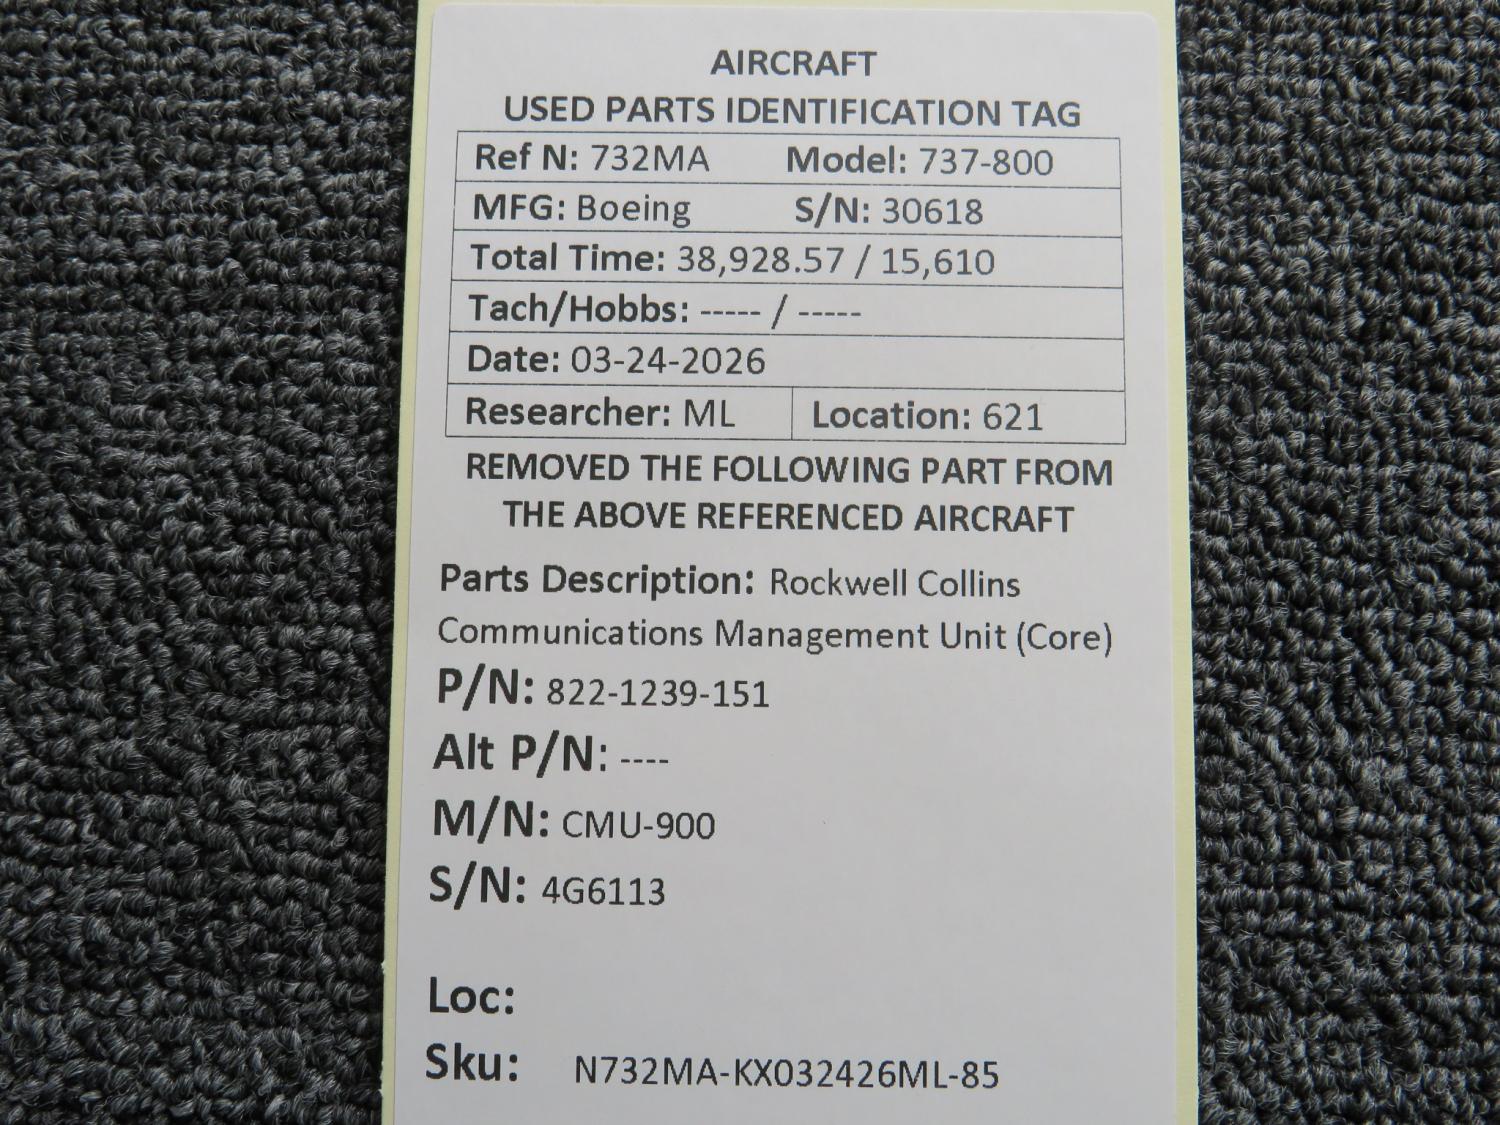 AIRCRAFT
USED PARTS IDENTIFICATION TAG
Ref N: 732MA Model: 737-800
MFG: Boeing S/N: 30618
Total Time: 38,928.57 / 15,610
Tach/Hobbs: ----- / -----
Date: 03-24-2026
Researcher: ML Location: 621
REMOVED THE FOLLOWING PART FROM
THE ABOVE REFERENCED AIRCRAFT
Parts Description: Rockwell Collins
Communications Management Unit (Core)
P/N: 822-1239-151
Alt P/N: ----
M/N: CMU-900
S/N: 4G6113
Loc:
Sku: N732MA-KX032426ML-85